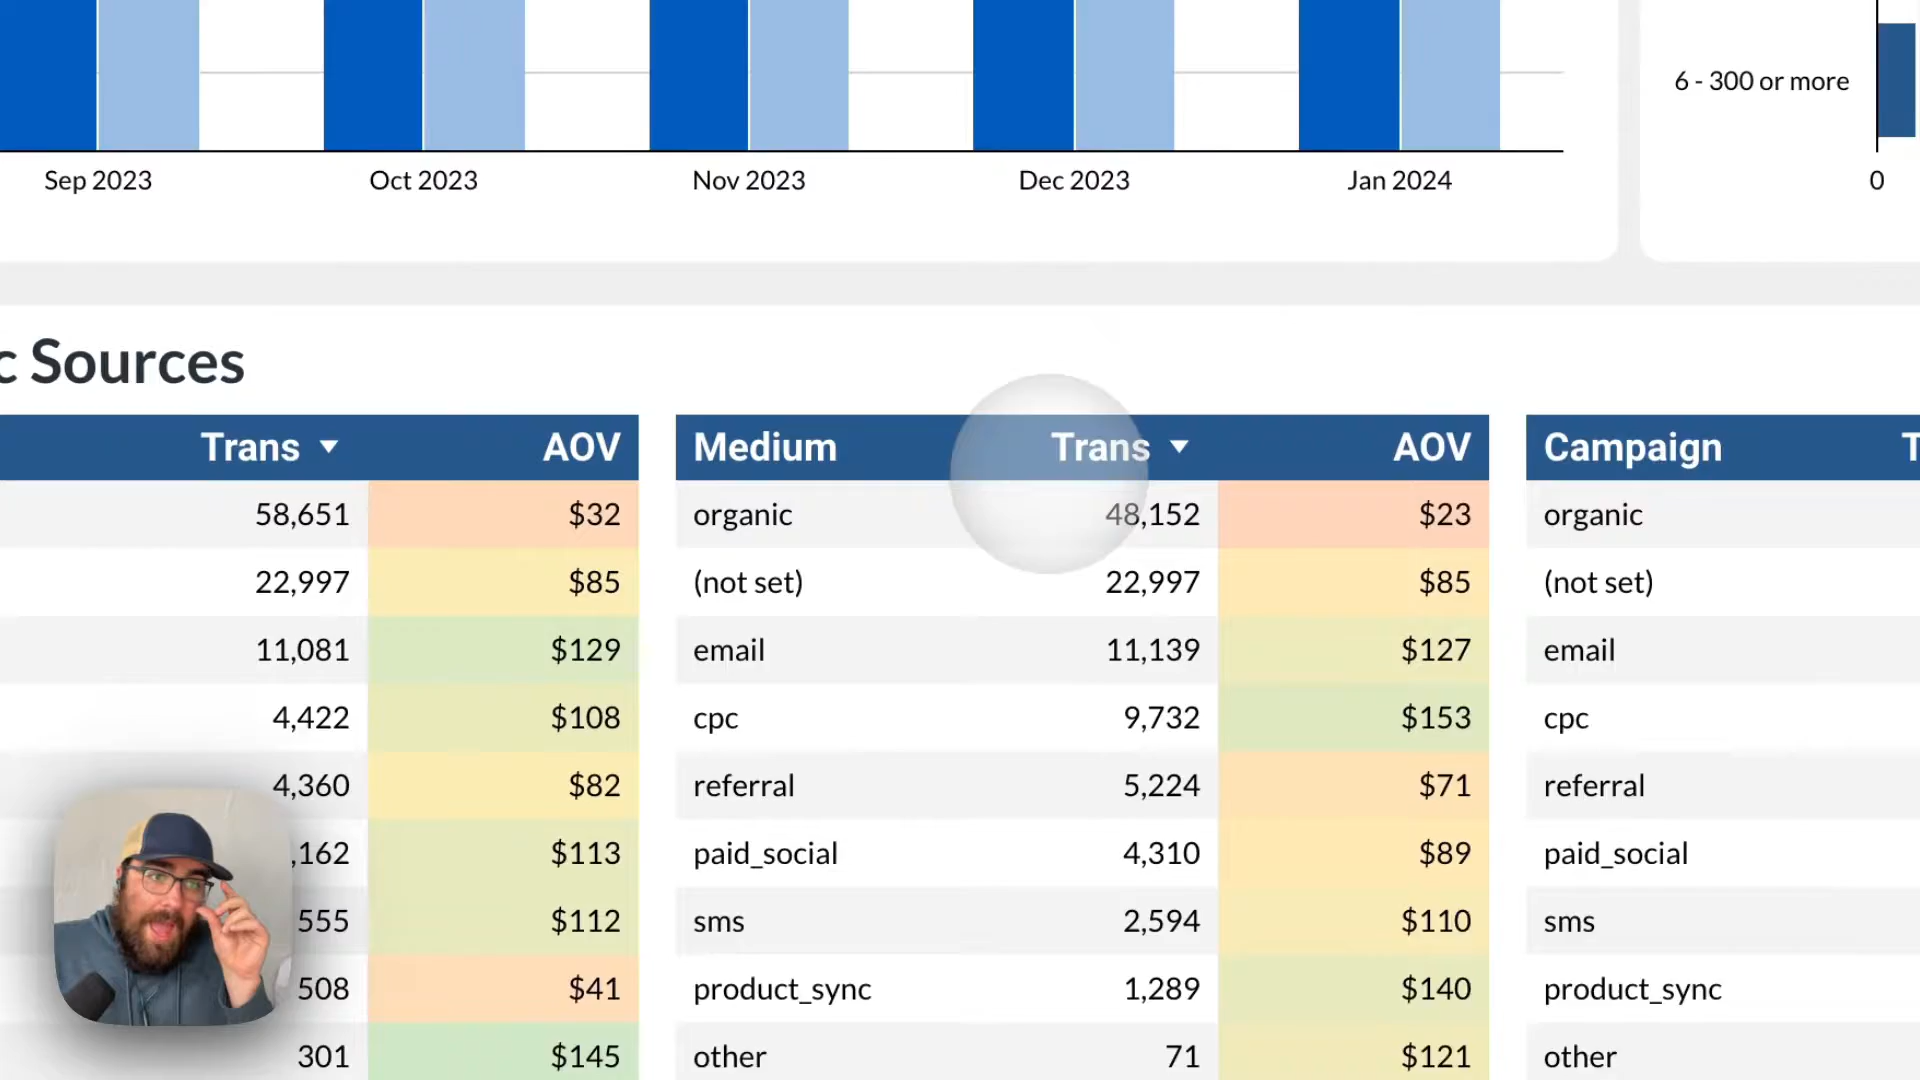 6 - 300 or more
Sep 2023 Oct 2023 Nov 2023 Dec 2023 Jan 2024 0
Sources
Trans AOV Medium Trans AOV Campaign
58,651 $32 organic 48,152 $23 organic
22,997 $85 (not set) 22,997 $85 (not set)
11,081 $129 email 11,139 $127 email
4,422 $108 cpc 9,732 $153 cpc
4,360 $82 referral 5,224 $71 referral
,162 $113 paid_social 4,310 $89 paid_social
555 $112 sms 2,594 $110 sms
508 $41 product_sync 1,289 $140 product_sync
301 $145 other 71 $121 other